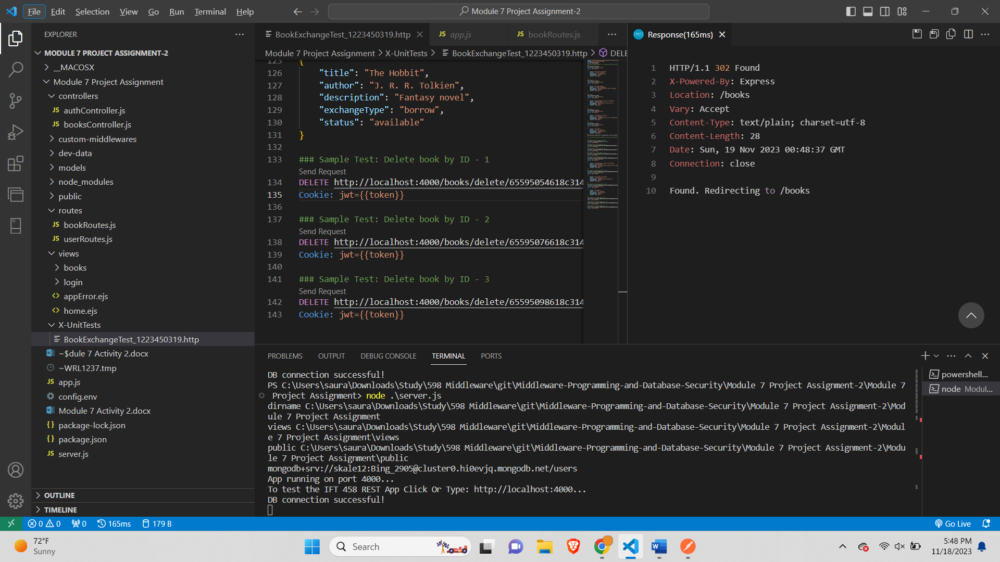 File Edit Selection View Go Run Terminal Help
Module 7 Project Assignment-2
EXPLORER
MODULE 7 PROJECT ASSIGNMENT-2
__MACOSX
Module 7 Project Assignment
controllers
JS authController.js
JS booksController.js
custom-middlewares
dev-data
models
node_modules
public
routes
JS bookRoutes.js
JS userRoutes.js
views
books
login
<> appError.ejs
<> home.ejs
X-UnitTests
BookExchangeTest_1223450319.http
~$dule 7 Activity 2.docx
~WRL1237.tmp
JS app.js
config.env
Module 7 Activity 2.docx
{} package-lock.json
{} package.json
JS server.js
OUTLINE
TIMELINE
BookExchangeTest_1223450319.http
JS app.js
JS bookRoutes.js
Module 7 Project Assignment > X-UnitTests > BookExchangeTest_1223450319.http > DELE
125 {
126 "title": "The Hobbit",
127 "author": "J. R. R. Tolkien",
128 "description": "Fantasy novel",
129 "exchangeType": "borrow",
130 "status": "available"
131 }
132
133 ### Sample Test: Delete book by ID - 1
Send Request
134 DELETE http://localhost:4000/books/delete/65595054618c314
135 Cookie: jwt={{token}}
136
137 ### Sample Test: Delete book by ID - 2
Send Request
138 DELETE http://localhost:4000/books/delete/65595076618c314
139 Cookie: jwt={{token}}
140
141 ### Sample Test: Delete book by ID - 3
Send Request
142 DELETE http://localhost:4000/books/delete/65595098618c314
143 Cookie: jwt={{token}}
Response(165ms)
1 HTTP/1.1 302 Found
2 X-Powered-By: Express
3 Location: /books
4 Vary: Accept
5 Content-Type: text/plain; charset=utf-8
6 Content-Length: 28
7 Date: Sun, 19 Nov 2023 00:48:37 GMT
8 Connection: close
9
10 Found. Redirecting to /books
PROBLEMS OUTPUT DEBUG CONSOLE TERMINAL PORTS
DB connection successful!
PS C:\Users\saura\Downloads\Study\598 Middleware\git\Middleware-Programming-and-Database-Security\Module 7 Project Assignment-2\Module 7
Project Assignment> node .\server.js
dirname C:\Users\saura\Downloads\Study\598 Middleware\git\Middleware-Programming-and-Database-Security\Module 7 Project Assignment-2\Mod
ule 7 Project Assignment
views C:\Users\saura\Downloads\Study\598 Middleware\git\Middleware-Programming-and-Database-Security\Module 7 Project Assignment-2\Modul
e 7 Project Assignment\views
public C:\Users\saura\Downloads\Study\598 Middleware\git\Middleware-Programming-and-Database-Security\Module 7 Project Assignment-2\Modu
le 7 Project Assignment\public
mongodb+srv://skale12:Bing_2905@cluster0.hi0evjq.mongodb.net/users
App running on port 4000...
To test the IFT 458 REST App Click Or Type: http://localhost:4000...
DB connection successful!
powershell...
node Modul...
0 0 0 165ms 179 B
Go Live
72°F
Sunny
Search
5:48 PM
11/18/2023